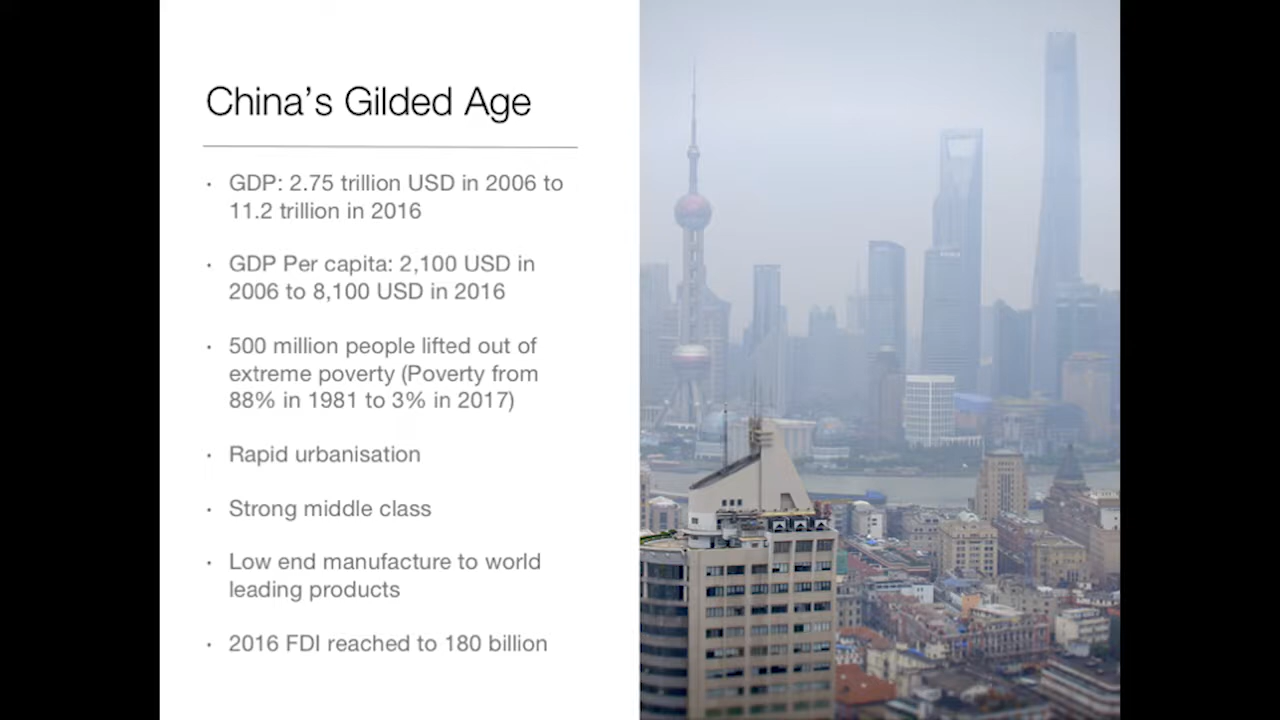 China's Gilded Age
· GDP: 2.75 trillion USD in 2006 to
11.2 trillion in 2016
· GDP Per capita: 2,100 USD in
2006 to 8,100 USD in 2016
· 500 million people lifted out of
extreme poverty (Poverty from
88% in 1981 to 3% in 2017)
· Rapid urbanisation
· Strong middle class
· Low end manufacture to world
leading products
· 2016 FDI reached to 180 billion